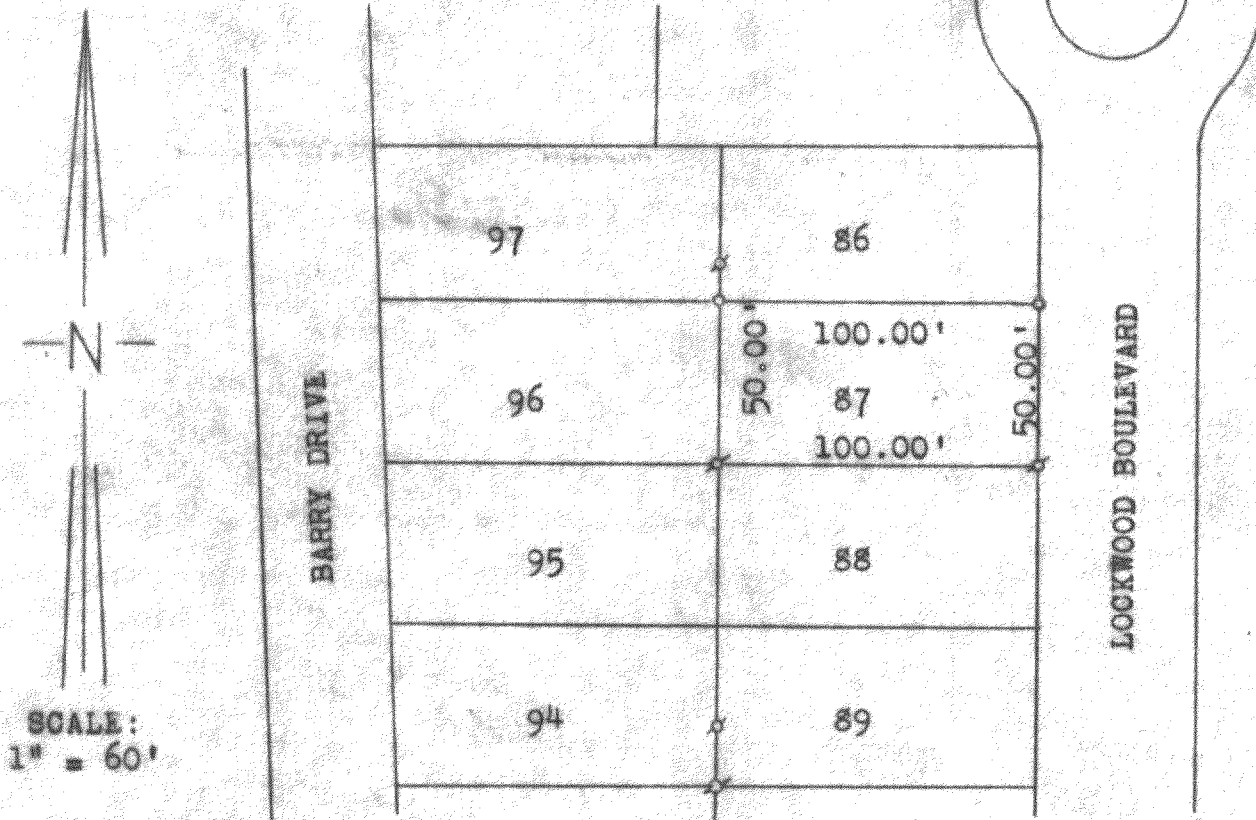 97
86
N
100.00'
50.00'
50.00'
96
87
100.00'
BARRY DRIVE
LOCKWOOD BOULEVARD
95
88
94
89
SCALE:
1" = 60'